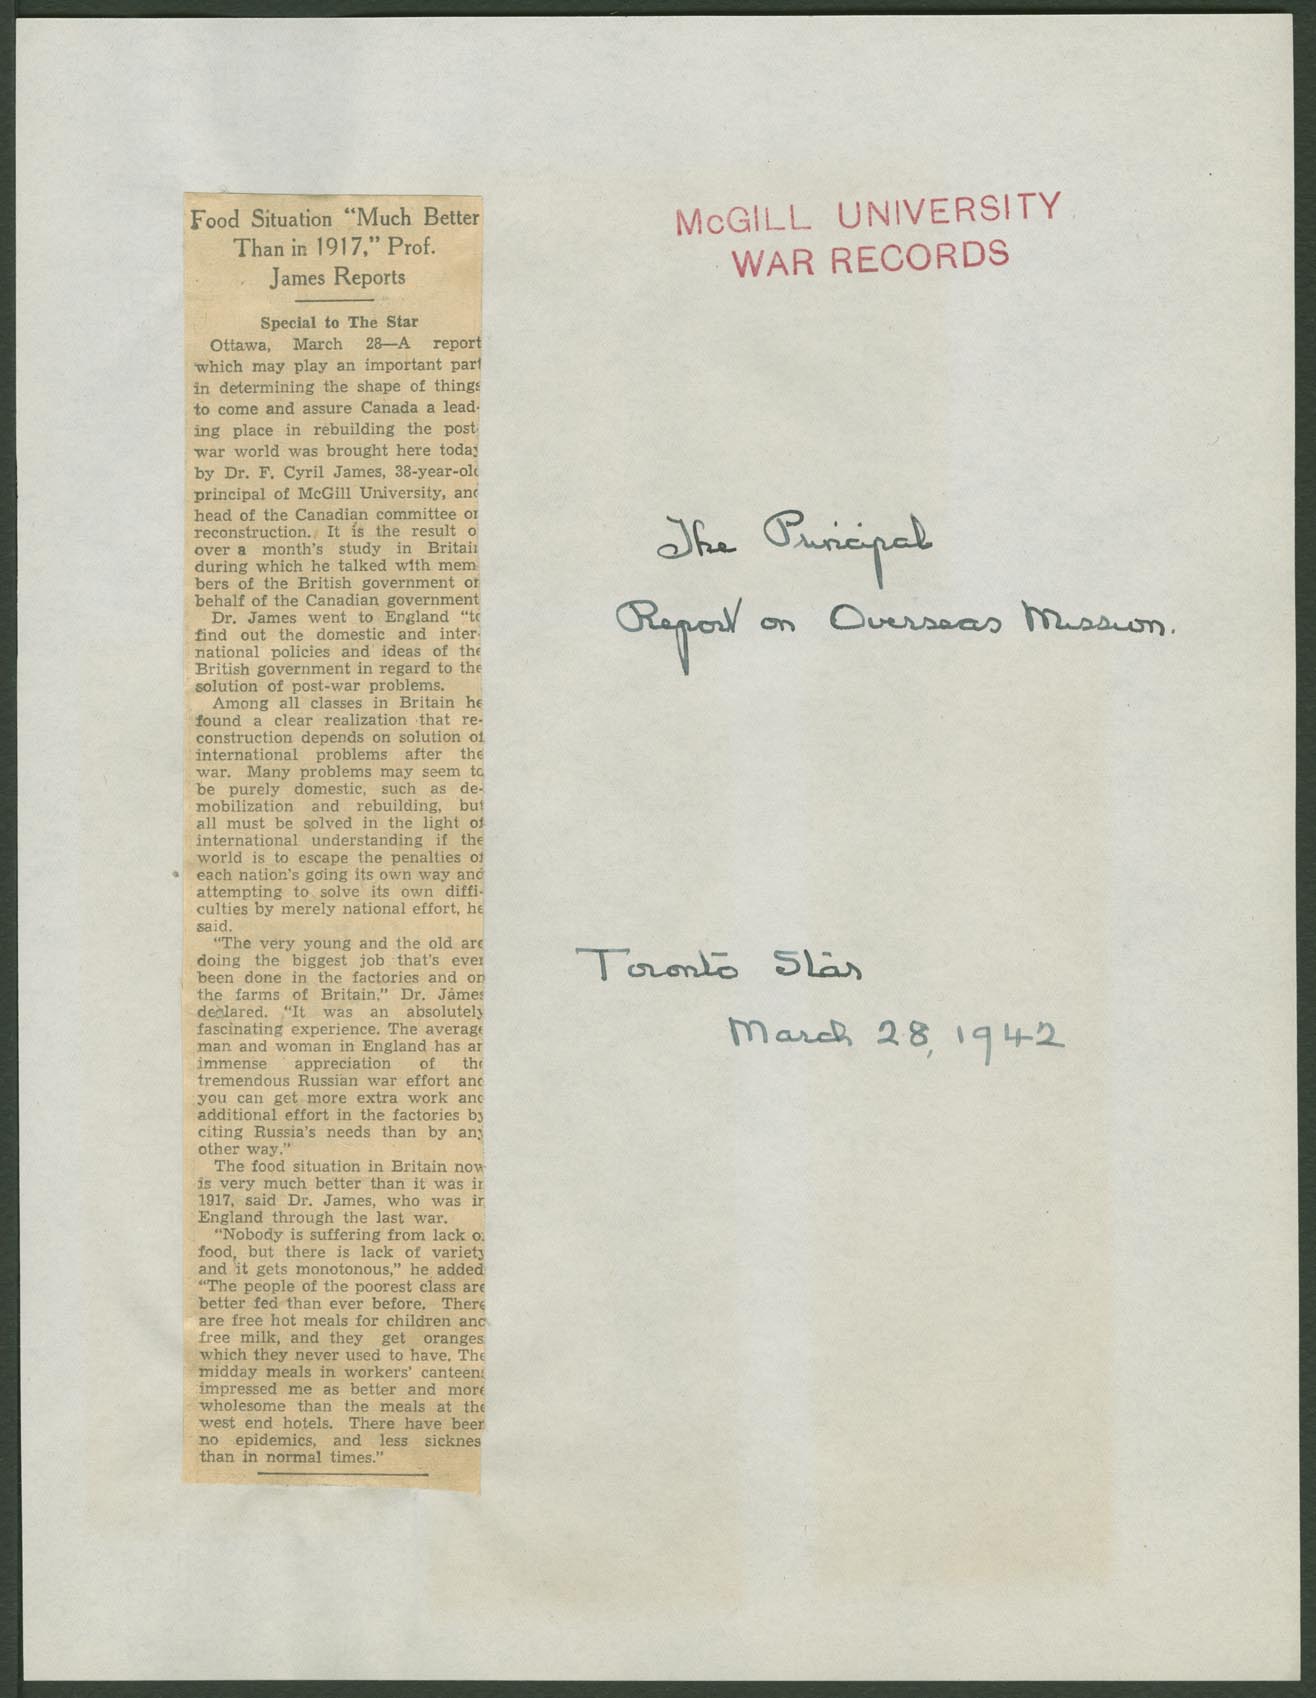 Food Situation “Much Better
Than in 1917,” Prof.
James Reports
Special to The Star
Ottawa, March 28—A report
which may play an important part
in determining the shape of things
to come and assure Canada a lead-
ing place in rebuilding the post-
war world was brought here today
by Dr. F. Cyril James, 38-year-old
principal of McGill University, and
head of the Canadian committee on
reconstruction. It is the result o
over a month's study in Britain
during which he talked with mem-
bers of the British government on
behalf of the Canadian government
Dr. James went to England “to
find out the domestic and inter-
national policies and ideas of the
British government in regard to the
solution of post-war problems.
Among all classes in Britain he
found a clear realization that re-
construction depends on solution of
international problems after the
war. Many problems may seem to
be purely domestic, such as de-
mobilization and rebuilding, but
all must be solved in the light of
international understanding if the
world is to escape the penalties of
each nation's going its own way and
attempting to solve its own diffi-
culties by merely national effort, he
said.
“The very young and the old are
doing the biggest job that's ever
been done in the factories and on
the farms of Britain,” Dr. James
declared. “It was an absolutely
fascinating experience. The average
man and woman in England has an
immense appreciation of the
tremendous Russian war effort and
you can get more extra work and
additional effort in the factories by
citing Russia's needs than by any
other way.”
The food situation in Britain now
is very much better than it was in
1917, said Dr. James, who was in
England through the last war.
“Nobody is suffering from lack o
food, but there is lack of variety
and it gets monotonous,” he added
“The people of the poorest class are
better fed than ever before. There
are free hot meals for children and
free milk, and they get oranges
which they never used to have. The
midday meals in workers' canteens
impressed me as better and more
wholesome than the meals at the
west end hotels. There have been
no epidemics, and less sicknes
than in normal times.”
McGILL UNIVERSITY
WAR RECORDS
The Principal
Report on Overseas Mission.
Toronto Star
March 28, 1942